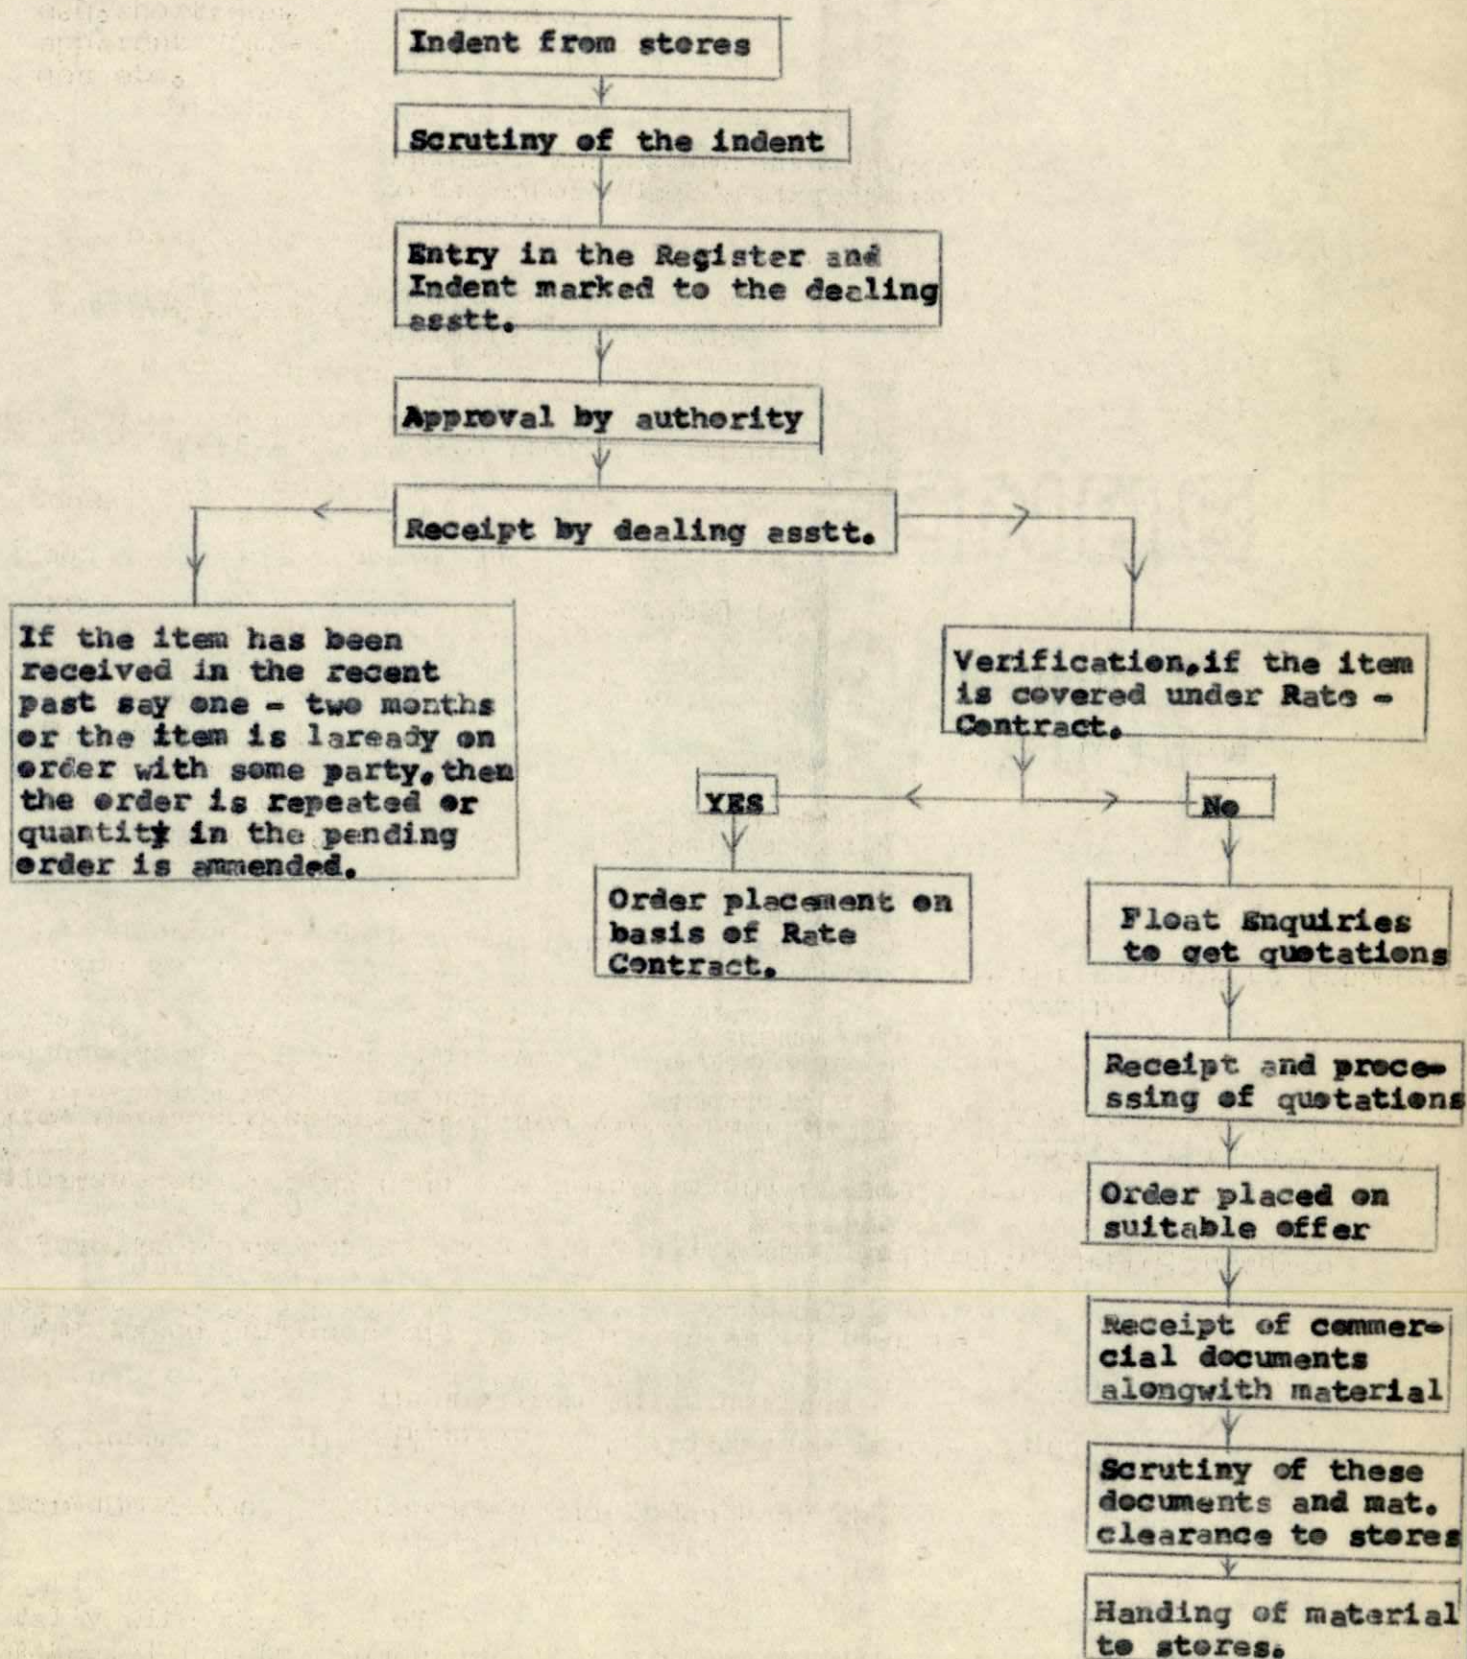 Indent from stores
Scrutiny of the indent
Entry in the Register and
Indent marked to the dealing
asstt.
Approval by authority
Receipt by dealing asstt.
If the item has been
received in the recent
past say one - two months
or the item is laready on
order with some party, then
the order is repeated or
quantity in the pending
order is ammended.
Verification, if the item
is covered under Rate -
Contract.
YES
No
Order placement on
basis of Rate
Contract.
Float Enquiries
to get quotations
Receipt and proce-
ssing of quotations
Order placed on
suitable offer
Receipt of commer-
cial documents
alongwith material
Scrutiny of these
documents and mat.
clearance to stores
Handing of material
to stores.